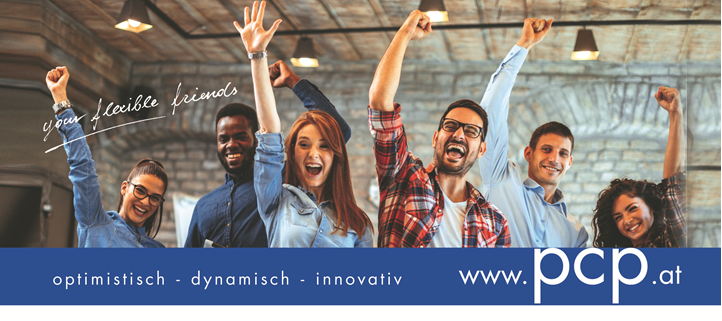 your flexible friends
optimistisch - dynamisch - innovativ
www.pcp.at